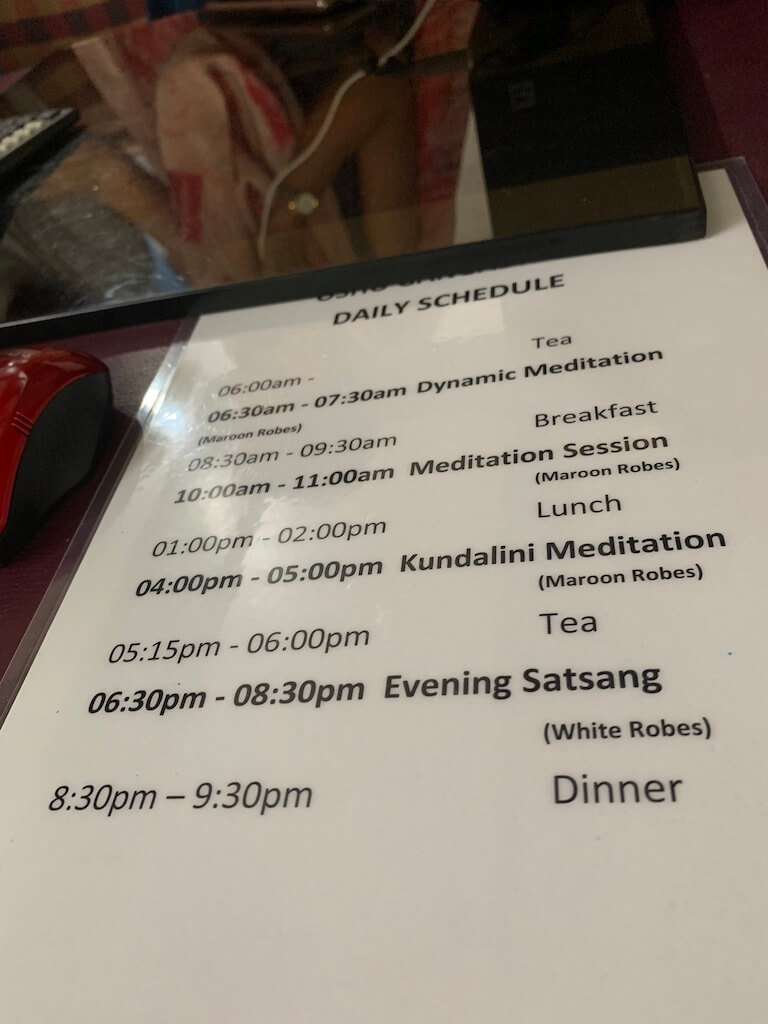 DAILY SCHEDULE
06:00am - Tea
06:30am - 07:30am Dynamic Meditation
(Maroon Robes)
08:30am - 09:30am Breakfast
10:00am - 11:00am Meditation Session
(Maroon Robes)
01:00pm - 02:00pm Lunch
04:00pm - 05:00pm Kundalini Meditation
(Maroon Robes)
05:15pm - 06:00pm Tea
06:30pm - 08:30pm Evening Satsang
(White Robes)
8:30pm – 9:30pm Dinner